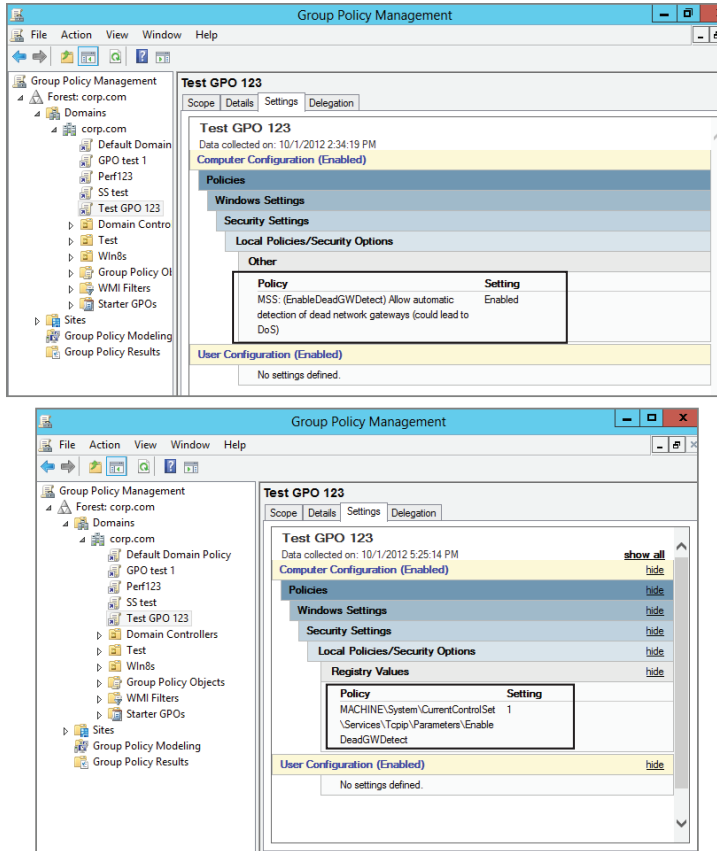 Group Policy Management
File Action View Window Help
Group Policy Management
Forest: corp.com
Domains
corp.com
Default Domain
GPO test 1
Perf123
SS test
Test GPO 123
Domain Contro
Test
WIn8s
Group Policy Ob
WMI Filters
Starter GPOs
Sites
Group Policy Modeling
Group Policy Results
Test GPO 123
Scope Details Settings Delegation
Test GPO 123
Data collected on: 10/1/2012 2:34:19 PM
Computer Configuration (Enabled)
Policies
Windows Settings
Security Settings
Local Policies/Security Options
Other
Policy Setting
MSS: (EnableDeadGWDetect) Allow automatic Enabled
detection of dead network gateways (could lead to
DoS)
User Configuration (Enabled)
No settings defined.
Group Policy Management
File Action View Window Help
Group Policy Management
Forest: corp.com
Domains
corp.com
Default Domain Policy
GPO test 1
Perf123
SS test
Test GPO 123
Domain Controllers
Test
WIn8s
Group Policy Objects
WMI Filters
Starter GPOs
Sites
Group Policy Modeling
Group Policy Results
Test GPO 123
Scope Details Settings Delegation
Test GPO 123
Data collected on: 10/1/2012 5:25:14 PM show all
Computer Configuration (Enabled) hide
Policies hide
Windows Settings hide
Security Settings hide
Local Policies/Security Options hide
Registry Values hide
Policy Setting
MACHINE\System\CurrentControlSet 1
\Services\Tcpip\Parameters\Enable
DeadGWDetect
User Configuration (Enabled) hide
No settings defined.